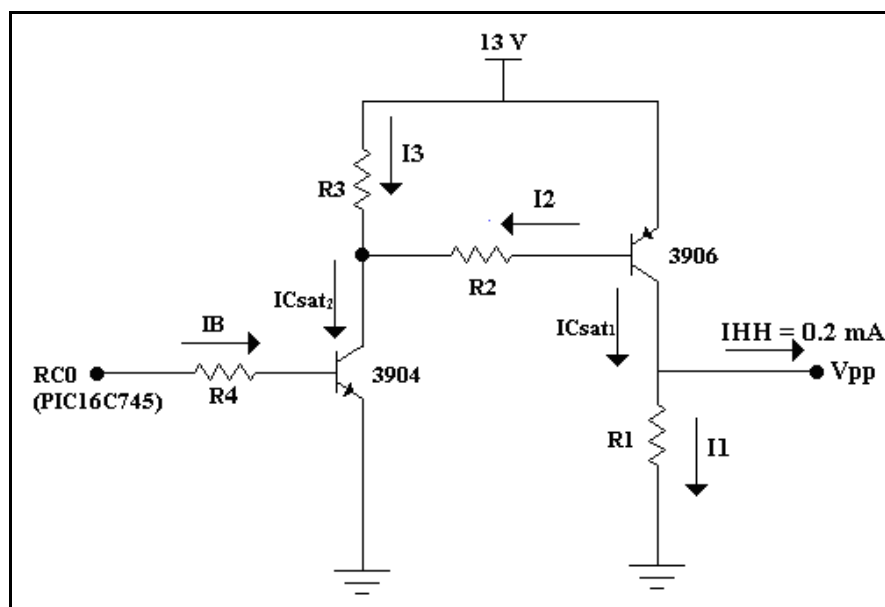 13 V
I3
R3
I2
R2
3906
ICsat₂
ICsat₁
IHH = 0.2 mA
IB
RC0
(PIC16C745)
R4
3904
Vpp
R1
I1